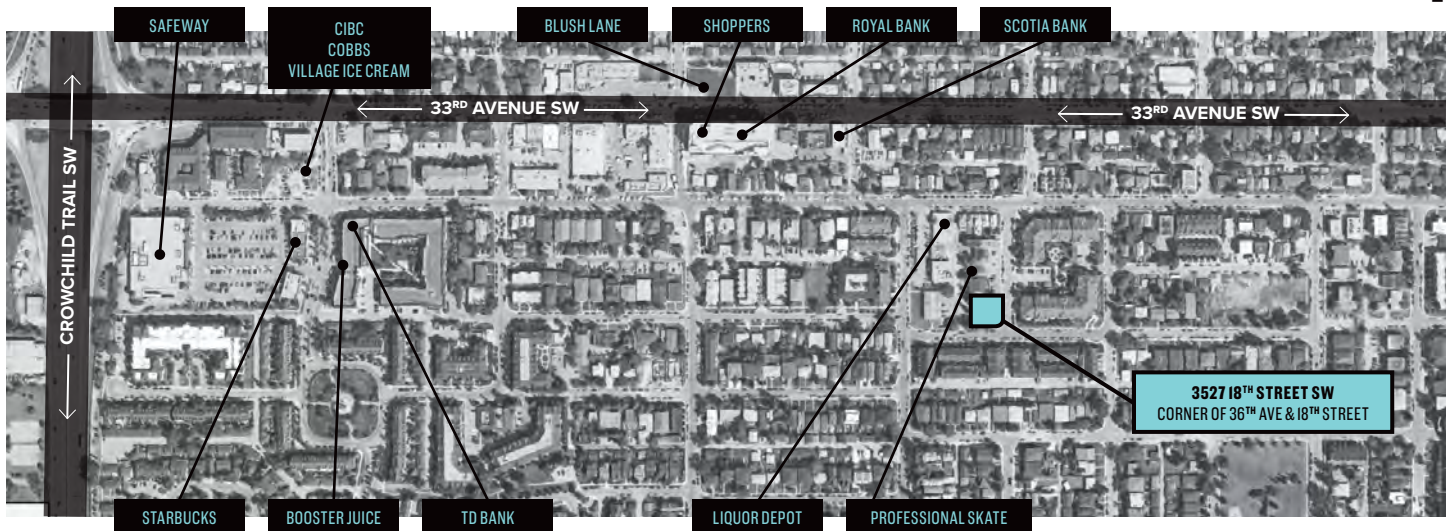 SAFEWAY
CIBC
COBBS
VILLAGE ICE CREAM
BLUSH LANE
SHOPPERS
ROYAL BANK
SCOTIA BANK
33RD AVENUE SW
33RD AVENUE SW
CROWCHILD TRAIL SW
3527 18TH STREET SW
CORNER OF 36TH AVE & 18TH STREET
STARBUCKS
BOOSTER JUICE
TD BANK
LIQUOR DEPOT
PROFESSIONAL SKATE